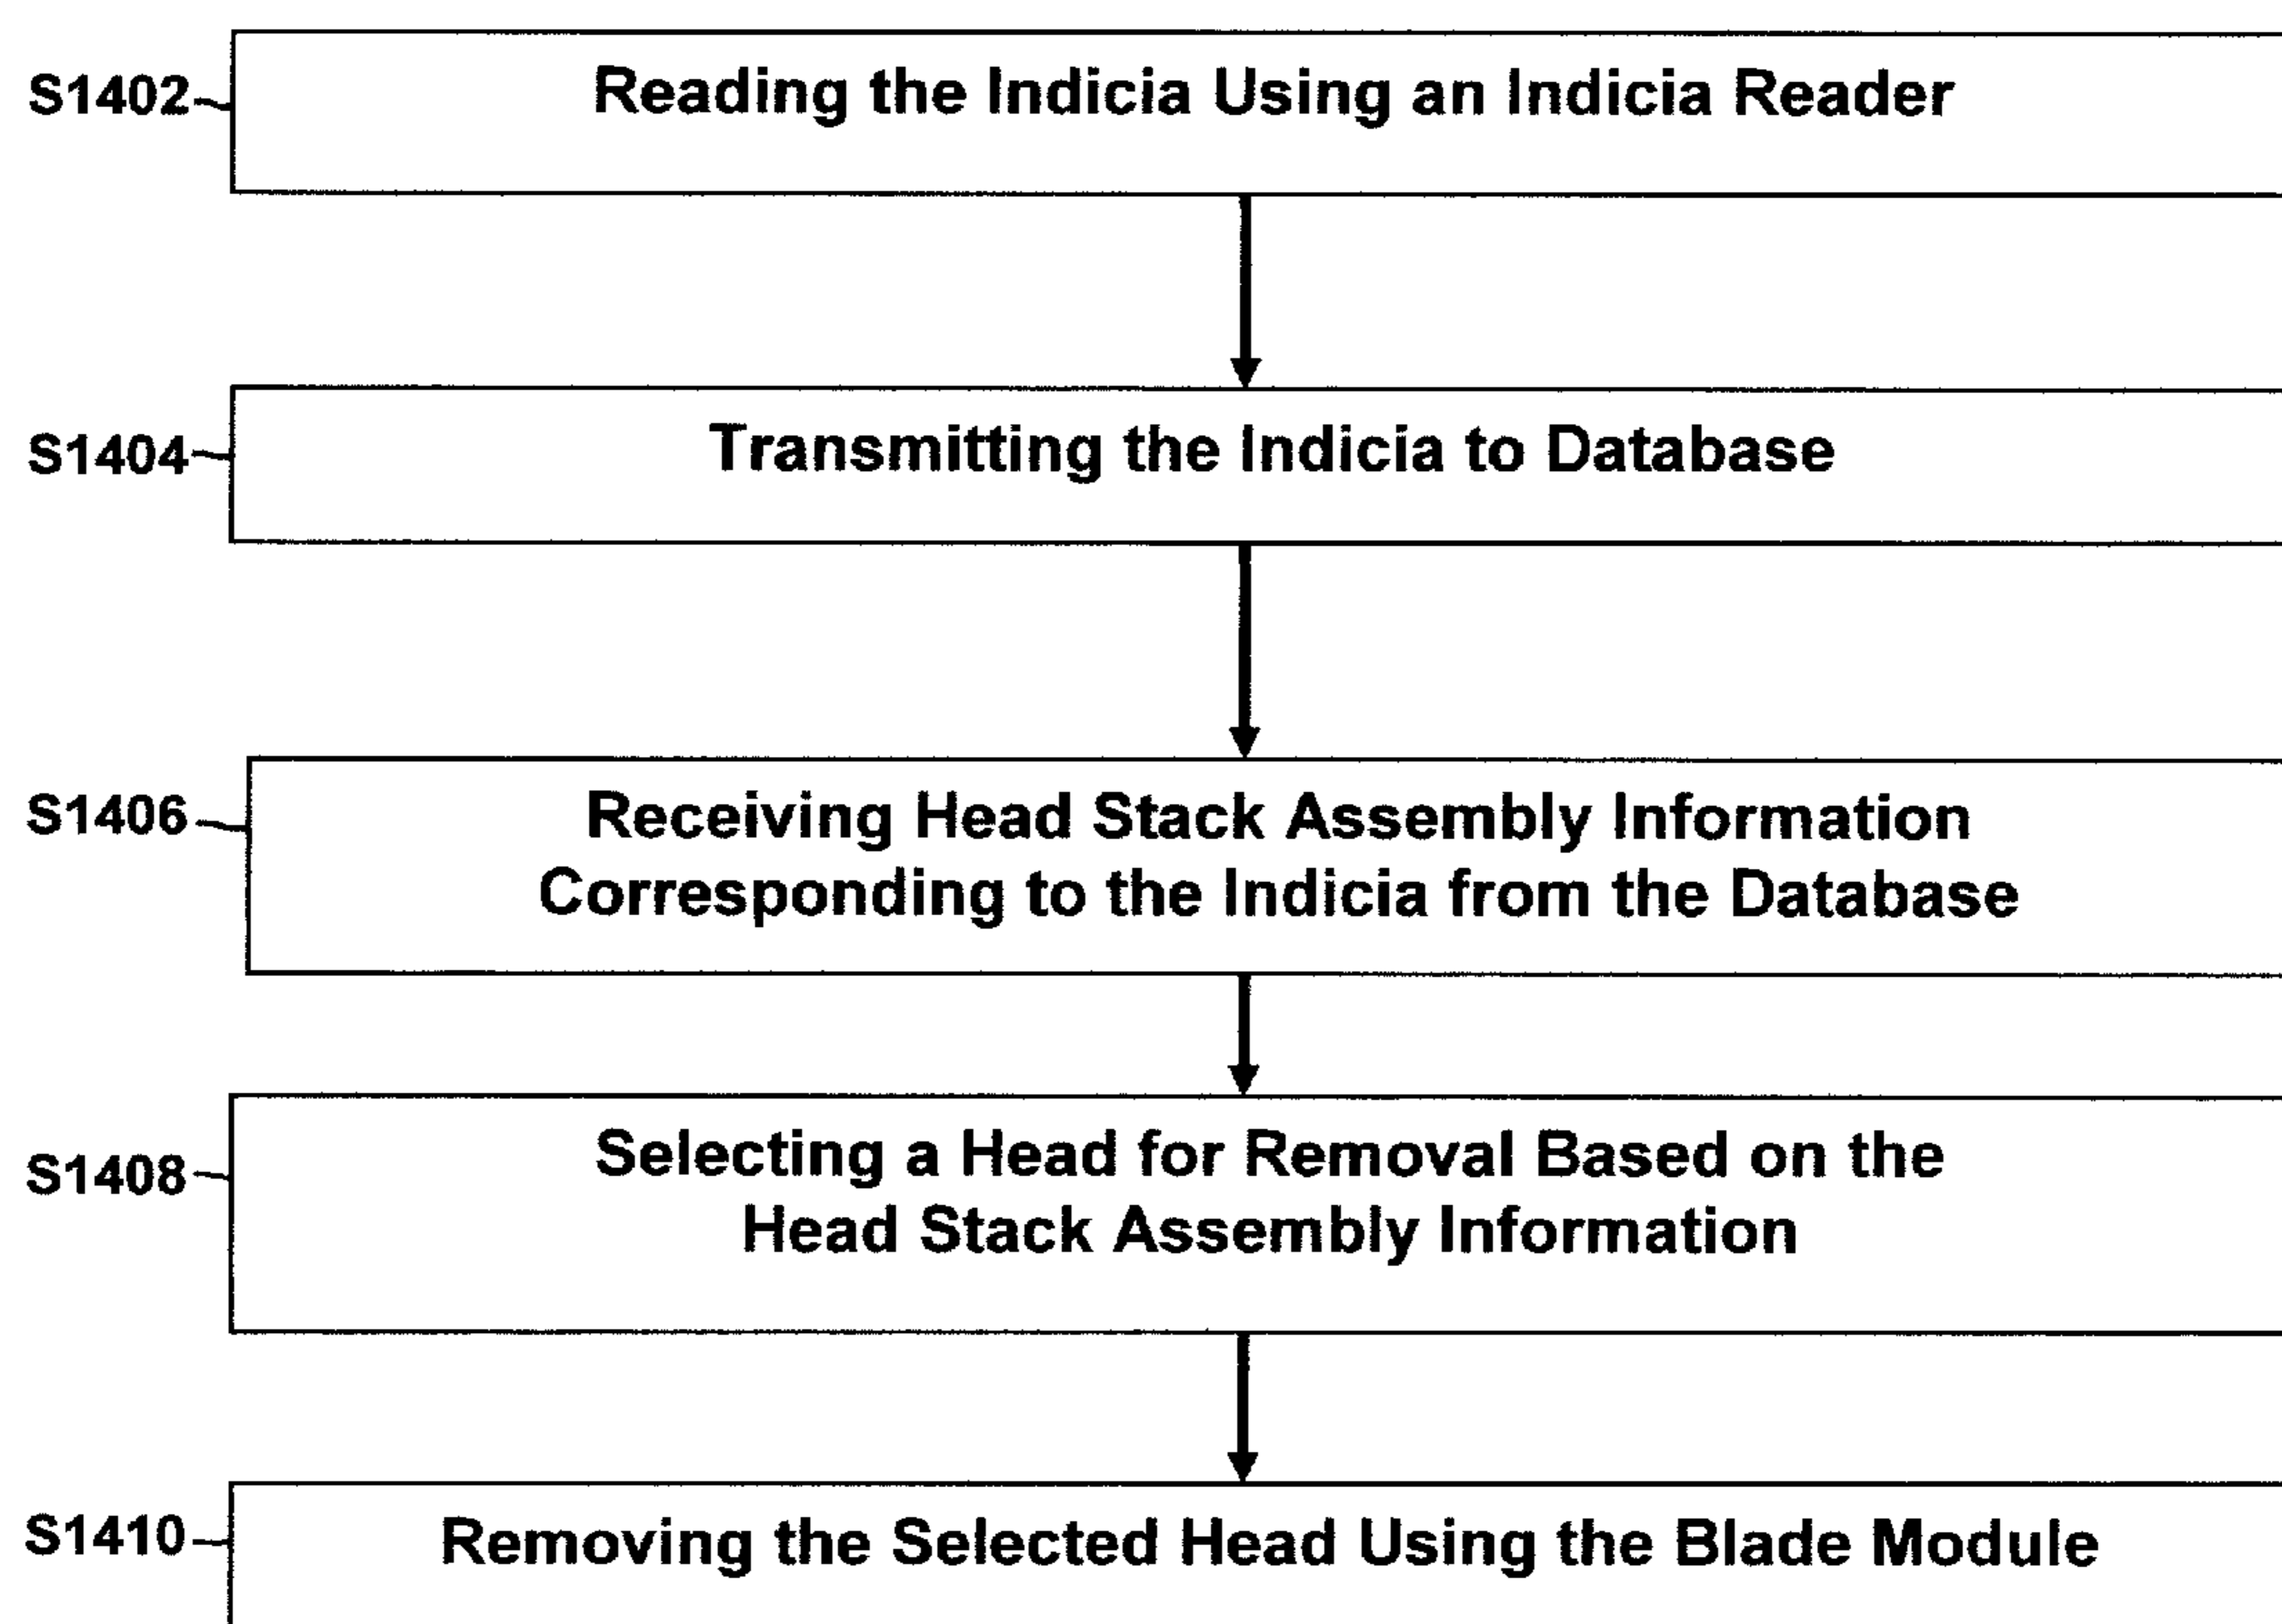 S1402
Reading the Indicia Using an Indicia Reader
S1404
Transmitting the Indicia to Database
S1406
Receiving Head Stack Assembly Information
Corresponding to the Indicia from the Database
S1408
Selecting a Head for Removal Based on the
Head Stack Assembly Information
S1410
Removing the Selected Head Using the Blade Module